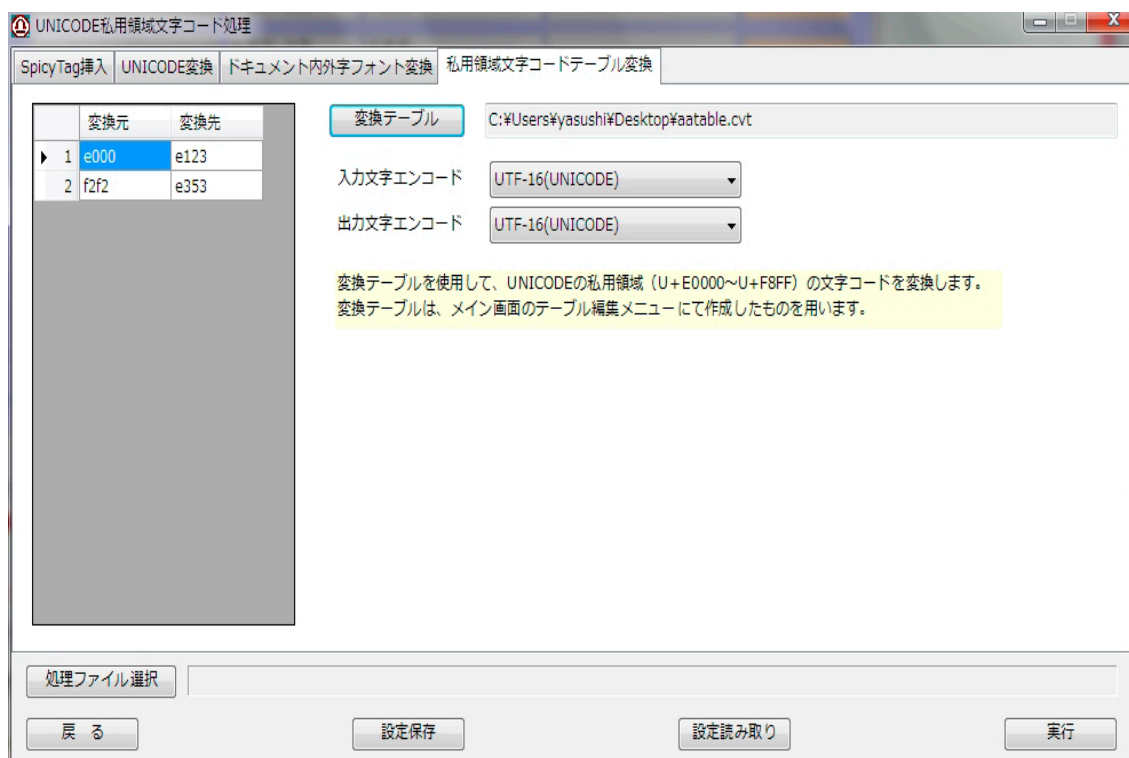 UNICODE私用領域文字コード処理
SpicyTag挿入 UNICODE変換 ドキュメント内外字フォント変換 私用領域文字コードテーブル変換
変換元 変換先
1 e000 e123
2 f2f2 e353
変換テーブル C:¥Users¥yasushi¥Desktop¥aatable.cvt
入力文字エンコード UTF-16(UNICODE)
出力文字エンコード UTF-16(UNICODE)
変換テーブルを使用して、UNICODEの私用領域（U+E0000～U+F8FF）の文字コードを変換します。
変換テーブルは、メイン画面のテーブル編集メニューにて作成したものを用います。
処理ファイル選択
戻 る 設定保存 設定読み取り 実行